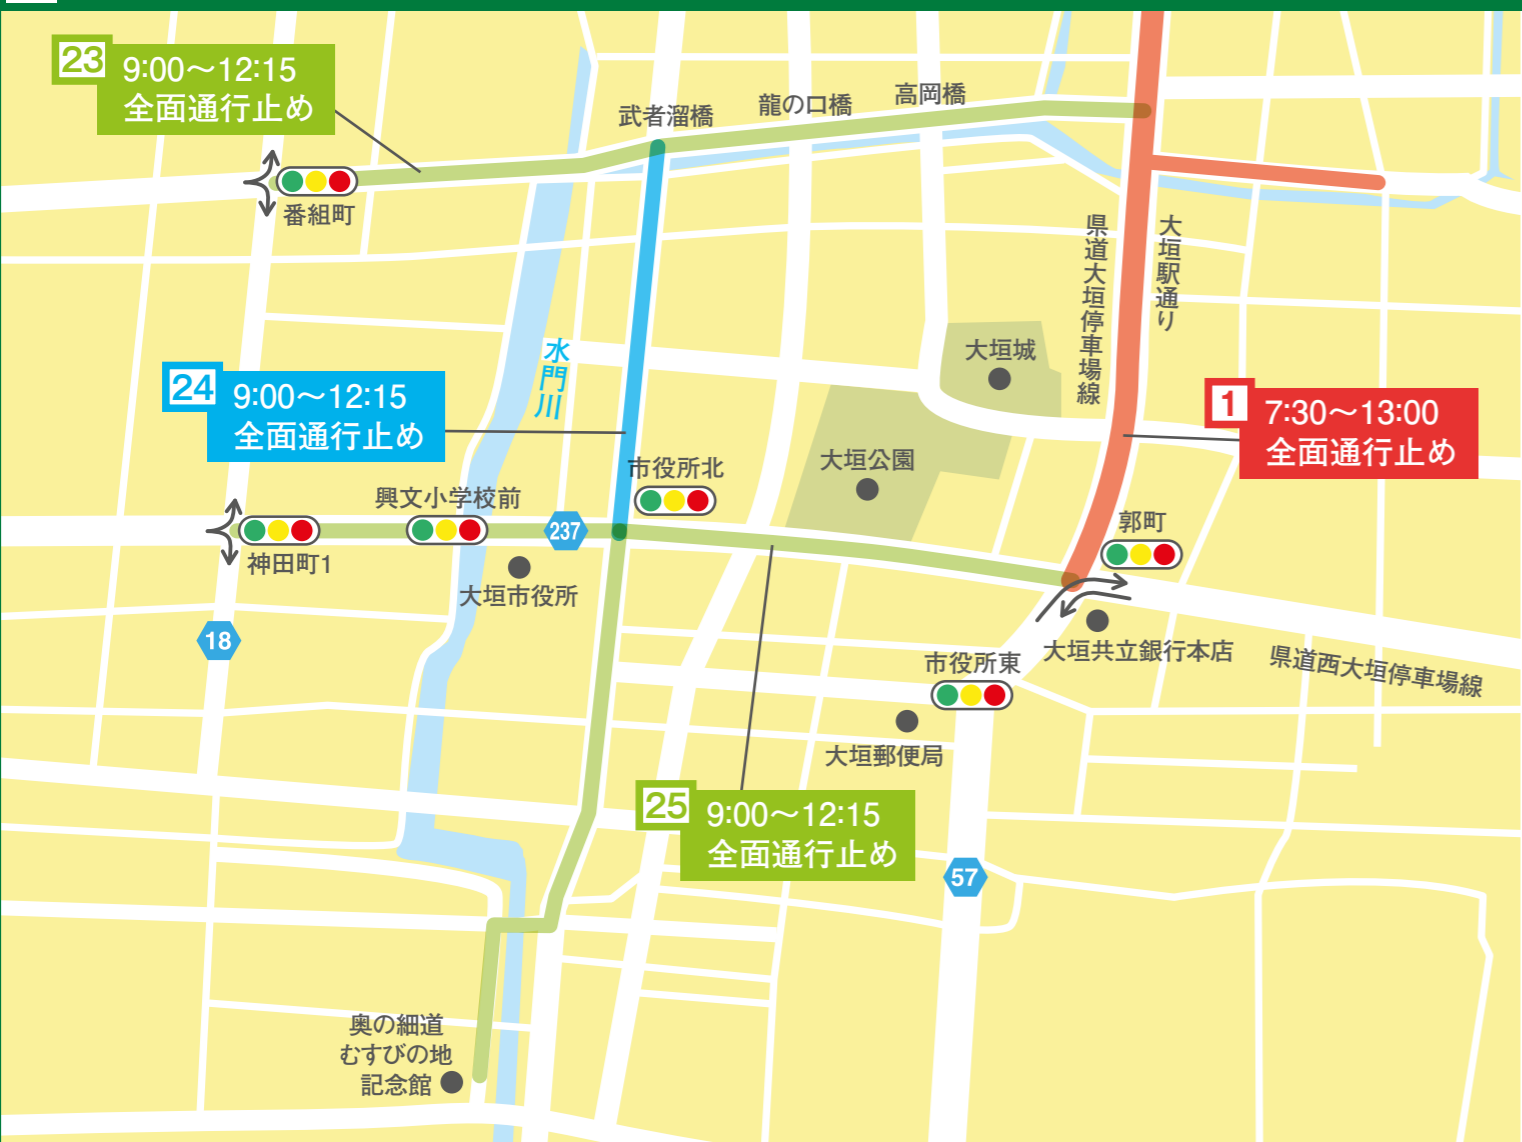 23
9:00〜12:15
全面通行止め
武者溜橋
龍の口橋
高岡橋
番組町
県道大垣停車場線
大垣駅通り
水門川
大垣城
24
9:00〜12:15
全面通行止め
1
7:30〜13:00
全面通行止め
市役所北
大垣公園
興文小学校前
237
郭町
神田町1
大垣市役所
18
市役所東
大垣共立銀行本店
県道西大垣停車場線
大垣郵便局
25
9:00〜12:15
全面通行止め
57
奥の細道
むすびの地
記念館